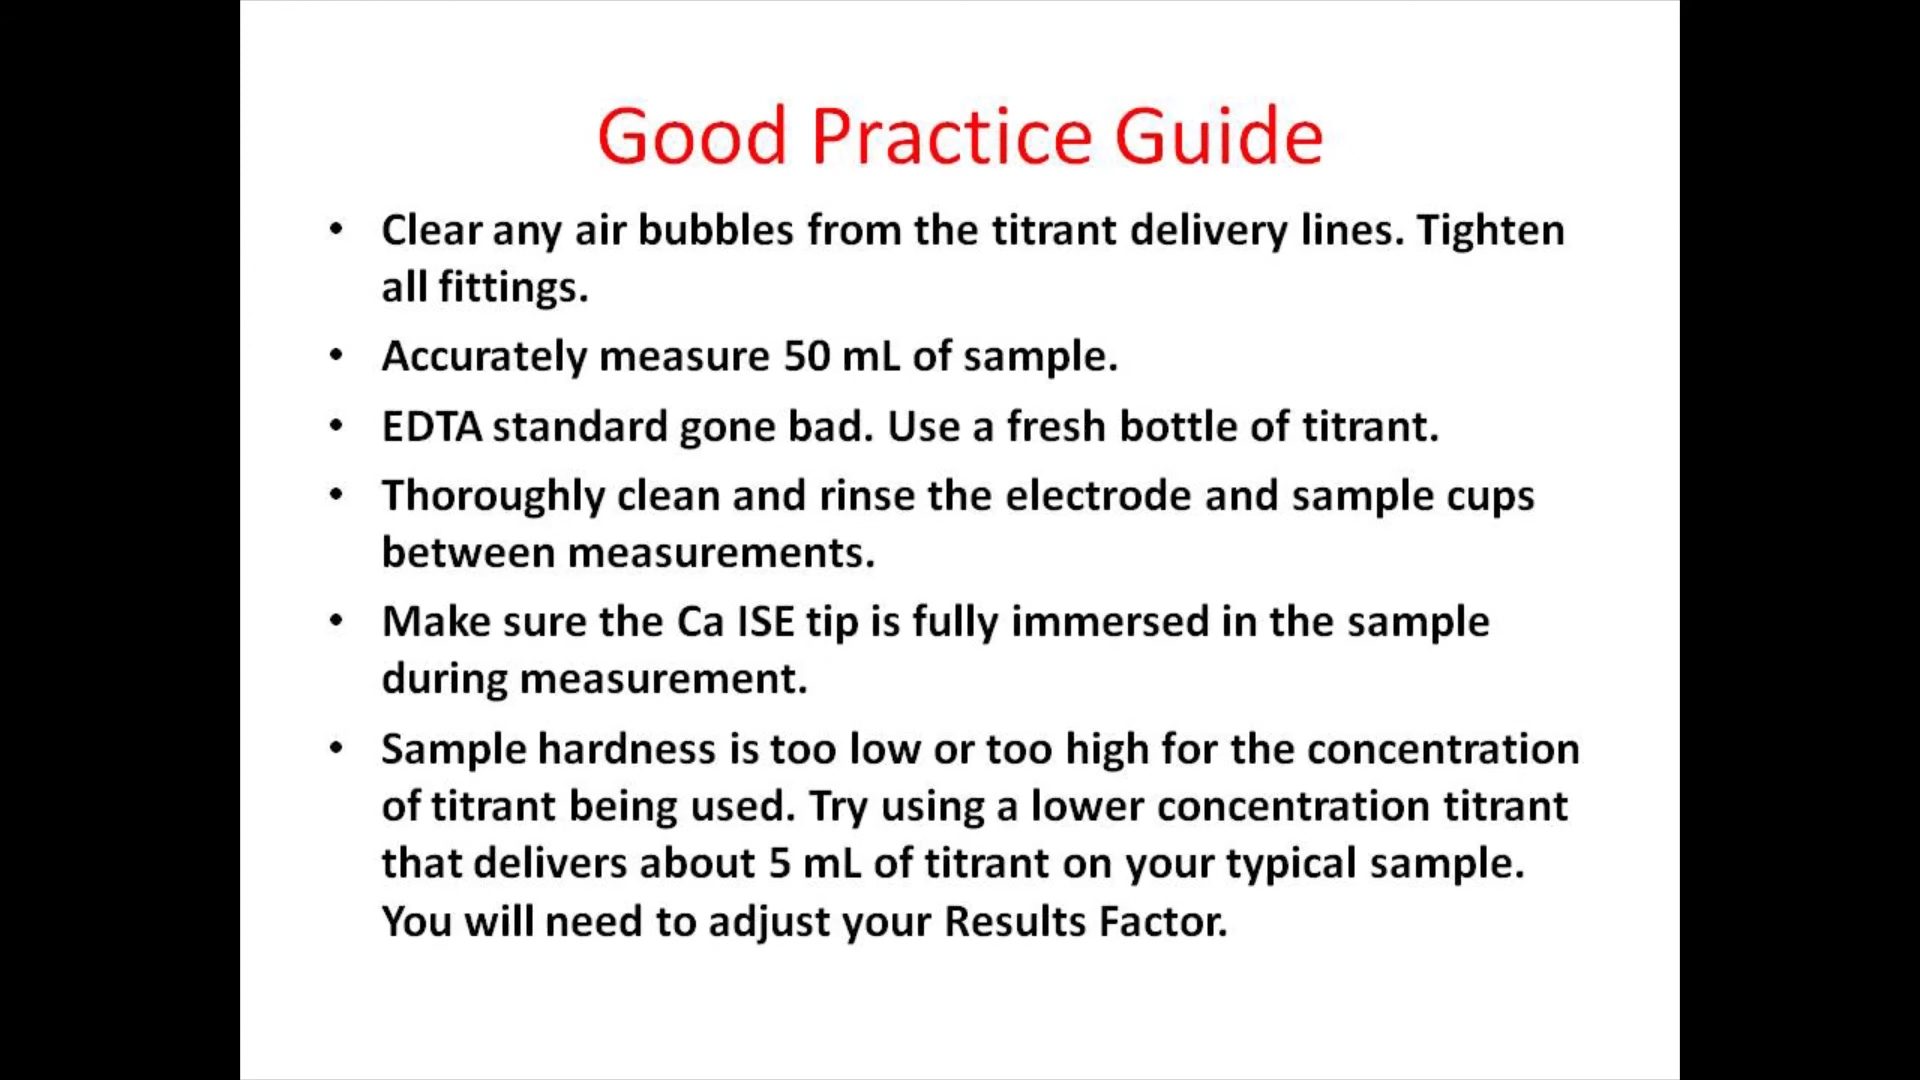 Good Practice Guide
• Clear any air bubbles from the titrant delivery lines. Tighten
all fittings.
• Accurately measure 50 mL of sample.
• EDTA standard gone bad. Use a fresh bottle of titrant.
• Thoroughly clean and rinse the electrode and sample cups
between measurements.
• Make sure the Ca ISE tip is fully immersed in the sample
during measurement.
• Sample hardness is too low or too high for the concentration
of titrant being used. Try using a lower concentration titrant
that delivers about 5 mL of titrant on your typical sample.
You will need to adjust your Results Factor.